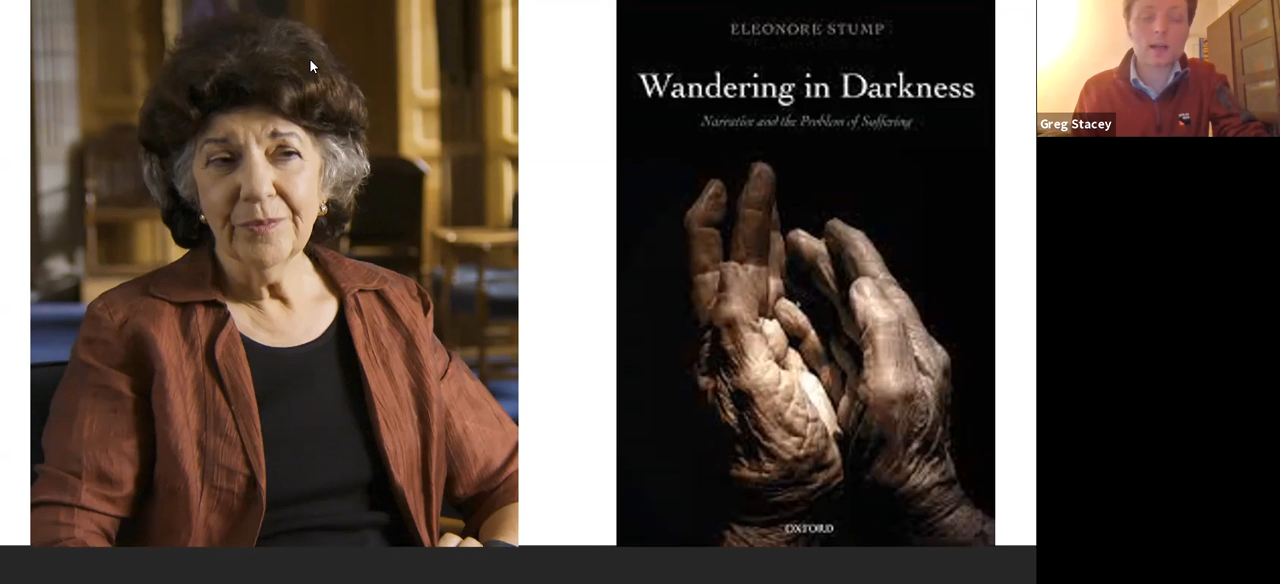 ELEONORE STUMP
Wandering in Darkness
Narrative and the Problem of Suffering
OXFORD
Greg Stacey